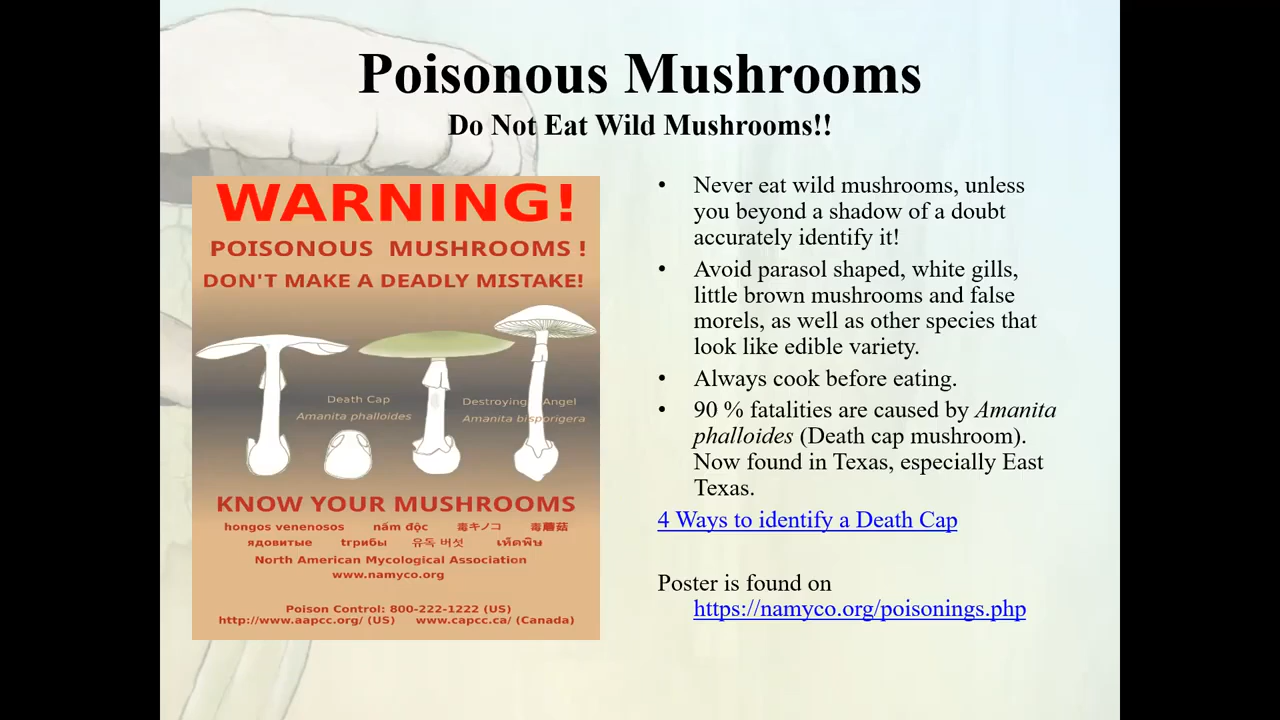 Poisonous Mushrooms
Do Not Eat Wild Mushrooms!!
WARNING!
POISONOUS MUSHROOMS !
DON'T MAKE A DEADLY MISTAKE!
Death Cap
Amanita phalloides
Destroying Angel
Amanita bisporigera
KNOW YOUR MUSHROOMS
hongos venenosos nấm độc 毒キノコ 毒蘑菇
ядовитые грибы 유독 버섯 เห็ดพิษ
North American Mycological Association
www.namyco.org
Poison Control: 800-222-1222 (US)
http://www.aapcc.org/ (US) www.capcc.ca/ (Canada)
• Never eat wild mushrooms, unless
you beyond a shadow of a doubt
accurately identify it!
• Avoid parasol shaped, white gills,
little brown mushrooms and false
morels, as well as other species that
look like edible variety.
• Always cook before eating.
• 90 % fatalities are caused by Amanita
phalloides (Death cap mushroom).
Now found in Texas, especially East
Texas.
4 Ways to identify a Death Cap
Poster is found on
https://namyco.org/poisonings.php